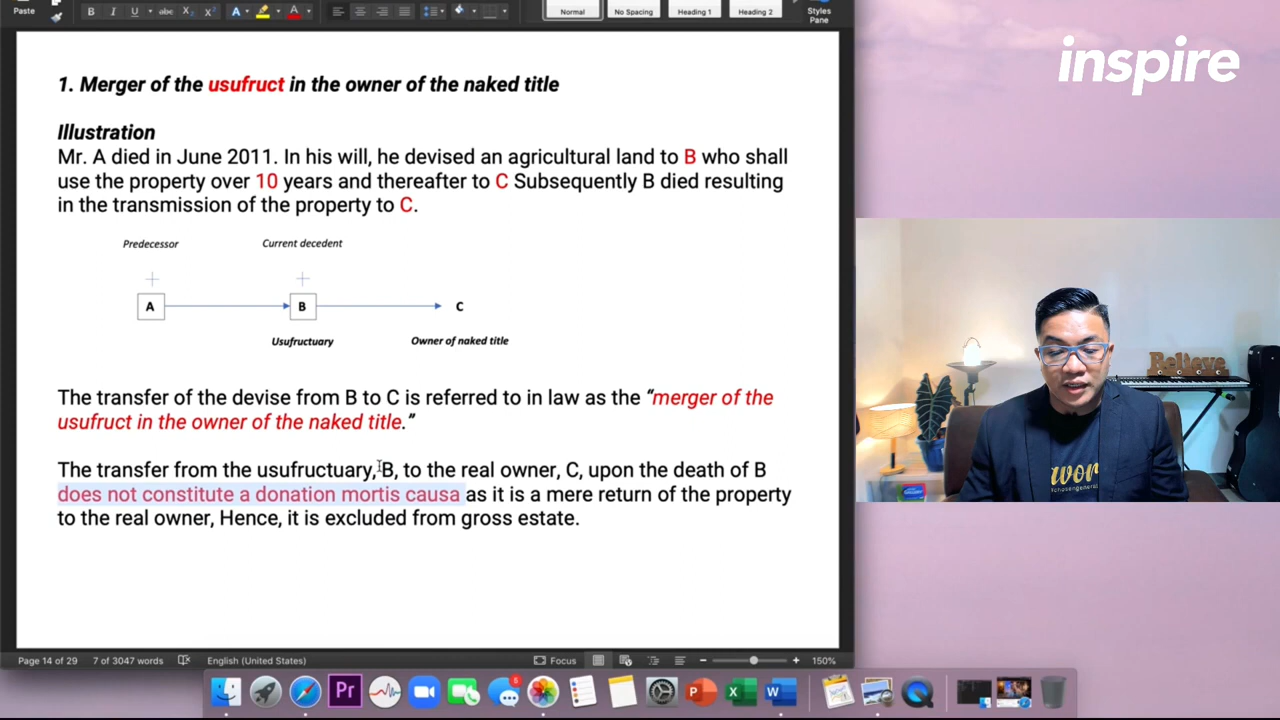 Paste
B I U abc X₂ X² A A
Normal
No Spacing
Heading 1
Heading 2
Styles
Pane
inspire
1. Merger of the usufruct in the owner of the naked title
Illustration
Mr. A died in June 2011. In his will, he devised an agricultural land to B who shall
use the property over 10 years and thereafter to C Subsequently B died resulting
in the transmission of the property to C.
Predecessor
Current decedent
A
B
C
Usufructuary
Owner of naked title
The transfer of the devise from B to C is referred to in law as the “merger of the
usufruct in the owner of the naked title.”
The transfer from the usufructuary, B, to the real owner, C, upon the death of B
does not constitute a donation mortis causa as it is a mere return of the property
to the real owner, Hence, it is excluded from gross estate.
Believe
Page 14 of 29
7 of 3047 words
English (United States)
Focus
150%
Pr
5
P
X
W